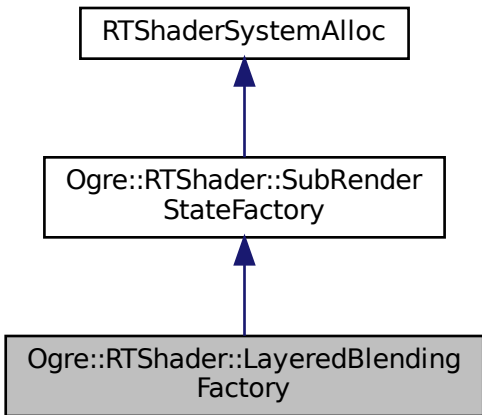 RTShaderSystemAlloc
Ogre::RTShader::SubRender
StateFactory
Ogre::RTShader::LayeredBlending
Factory